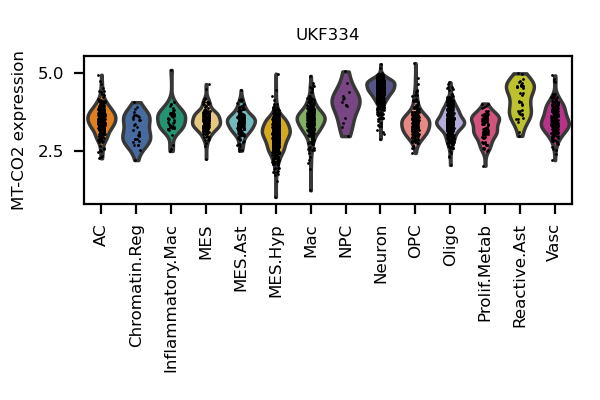 UKF334
MT-CO2 expression
5.0
2.5
AC
Chromatin.Reg
Inflammatory.Mac
MES
MES.Ast
MES.Hyp
Mac
NPC
Neuron
OPC
Oligo
Prolif.Metab
Reactive.Ast
Vasc